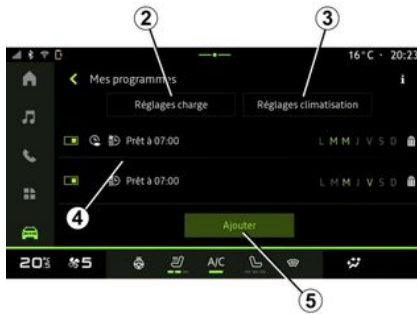 2 3
16°C · 20:23
Mes programmes i
Réglages charge Réglages climatisation
Prêt à 07:00 L M M J V S D
Prêt à 07:00 L M M J V S D
4
Ajouter
20 5 A/C
5